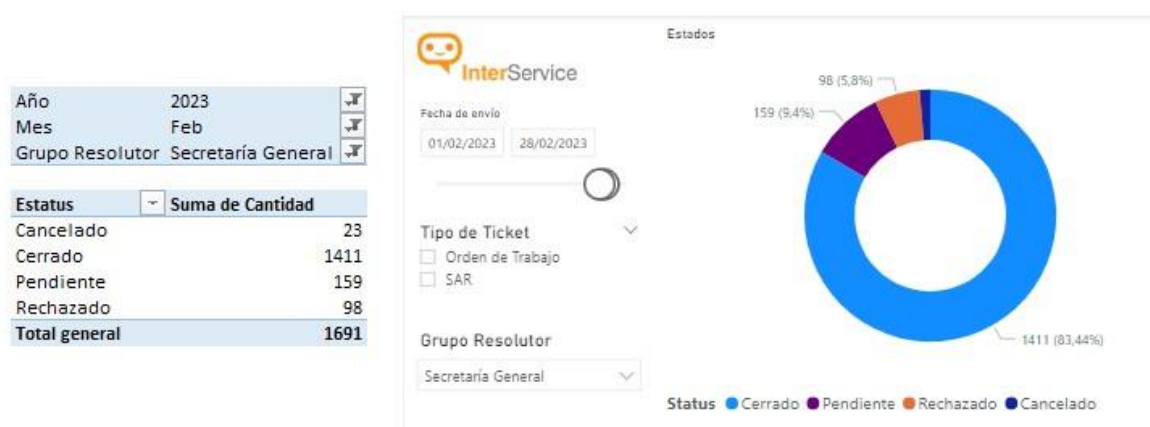 Año 2023
Mes Feb
Grupo Resolutor Secretaría General
Estatus Suma de Cantidad
Cancelado 23
Cerrado 1411
Pendiente 159
Rechazado 98
Total general 1691
InterService
Fecha de envío
01/02/2023 28/02/2023
Tipo de Ticket
Orden de Trabajo
SAR
Grupo Resolutor
Secretaría General
Estados
98 (5,8%)
159 (9,4%)
1411 (83,44%)
Status Cerrado Pendiente Rechazado Cancelado